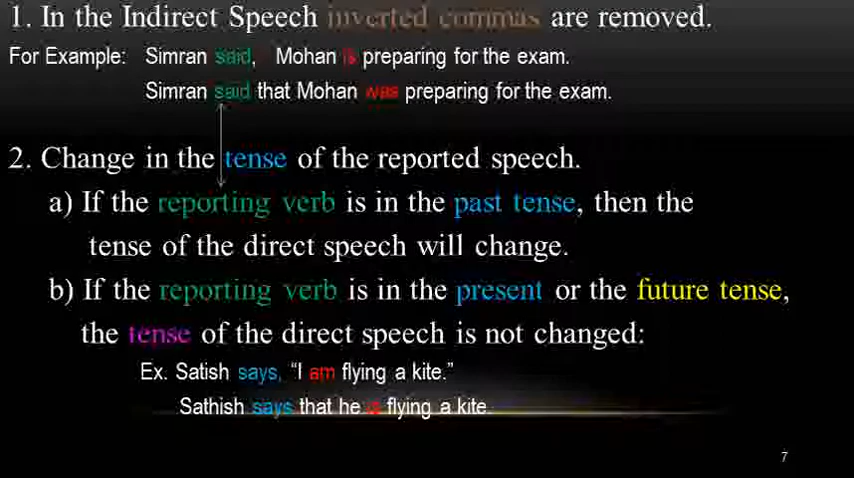 1. In the Indirect Speech inverted commas are removed.
For Example: Simran said, Mohan is preparing for the exam.
Simran said that Mohan was preparing for the exam.
2. Change in the tense of the reported speech.
a) If the reporting verb is in the past tense, then the
tense of the direct speech will change.
b) If the reporting verb is in the present or the future tense,
the tense of the direct speech is not changed:
Ex. Satish says, “I am flying a kite.”
Sathish says that he is flying a kite.
7